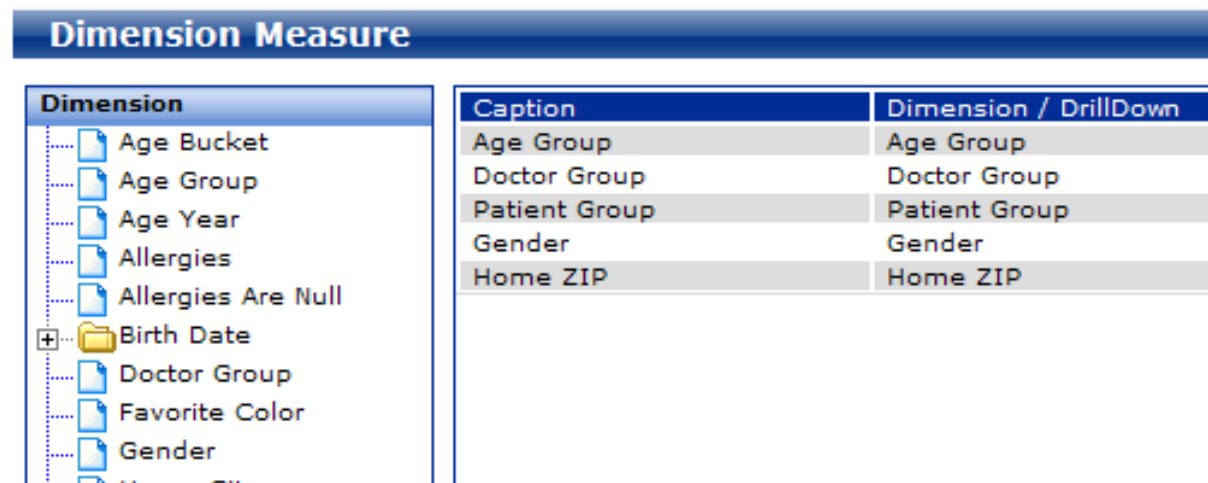 Dimension Measure
Dimension
Age Bucket
Age Group
Age Year
Allergies
Allergies Are Null
Birth Date
Doctor Group
Favorite Color
Gender
Caption Dimension / DrillDown
Age Group Age Group
Doctor Group Doctor Group
Patient Group Patient Group
Gender Gender
Home ZIP Home ZIP